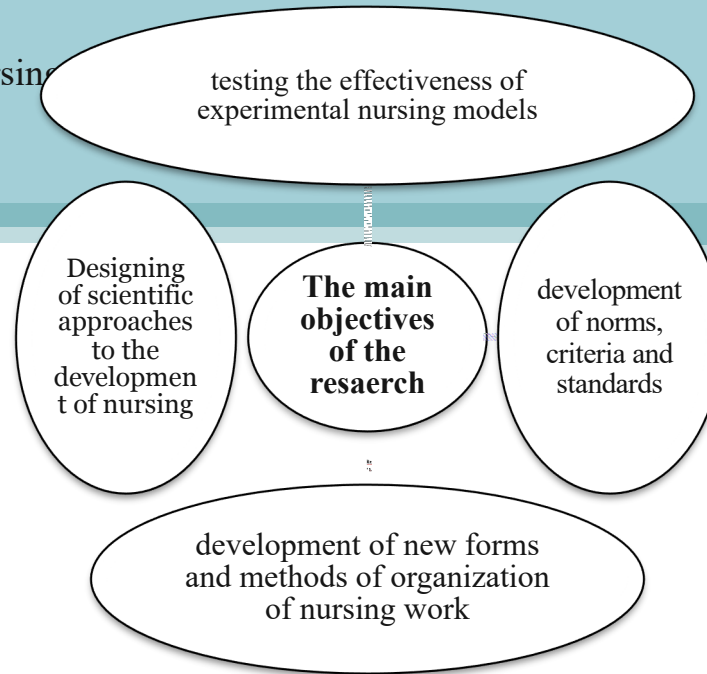 testing the effectiveness of
experimental nursing models
Designing
of scientific
approaches
to the
developmen
t of nursing
The main
objectives
of the
resaerch
development
of norms,
criteria and
standards
development of new forms
and methods of organization
of nursing work